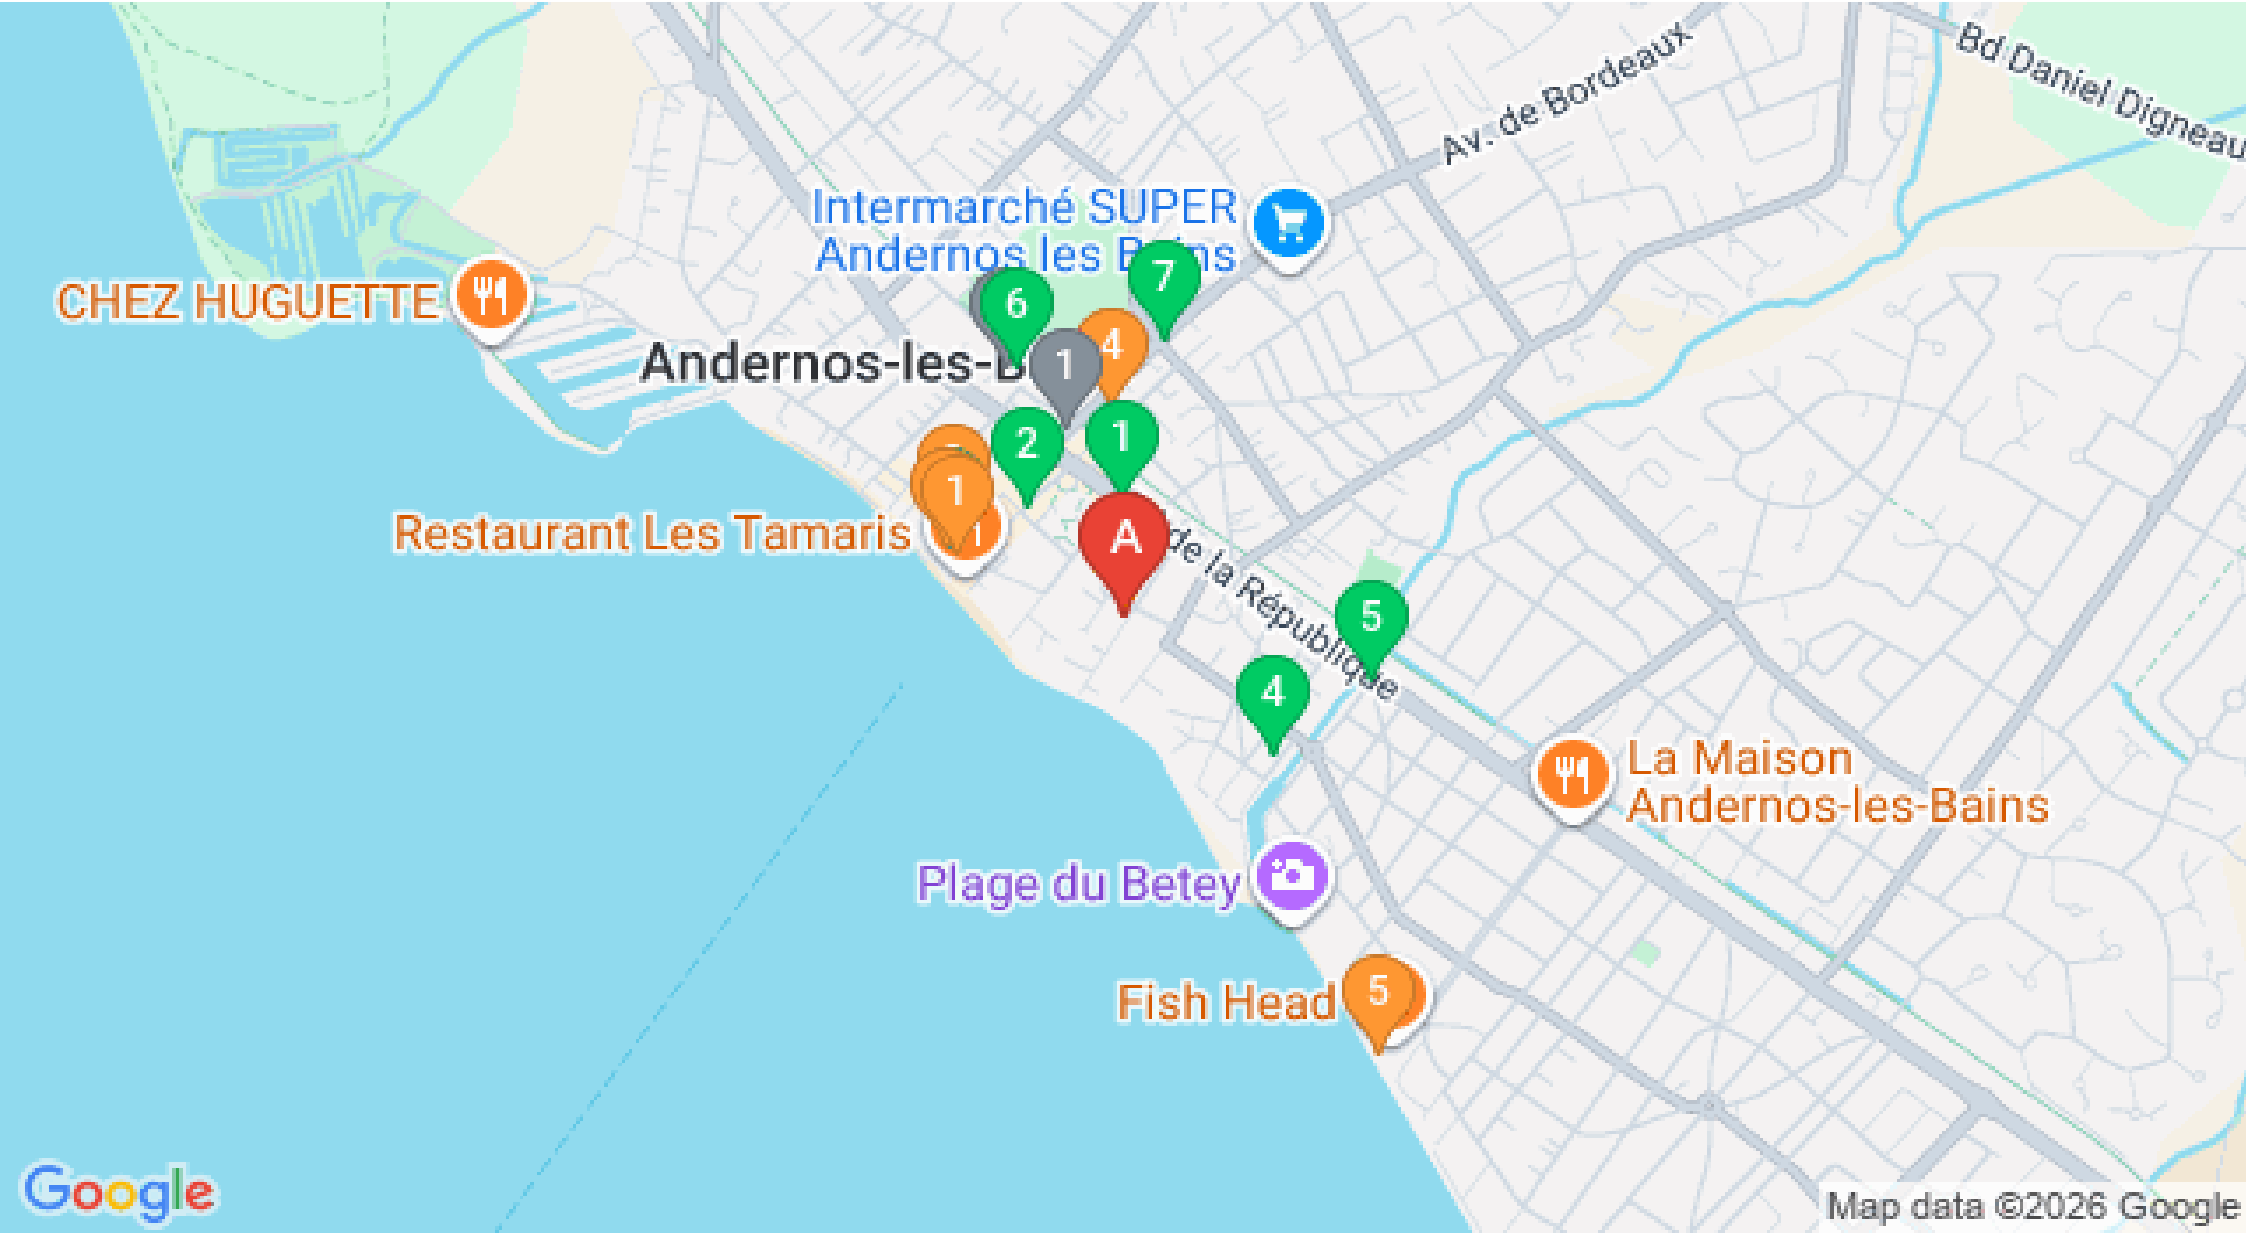 Bd Daniel Digneau
Av. de Bordeaux
Intermarché SUPER
Andernos les Bains
7
CHEZ HUGUETTE
6
4
Andernos-les-B
1
2
1
1
Restaurant Les Tamaris
A
de la République
5
4
La Maison
Andernos-les-Bains
Plage du Betey
Fish Head
5
Google
Map data ©2026 Google